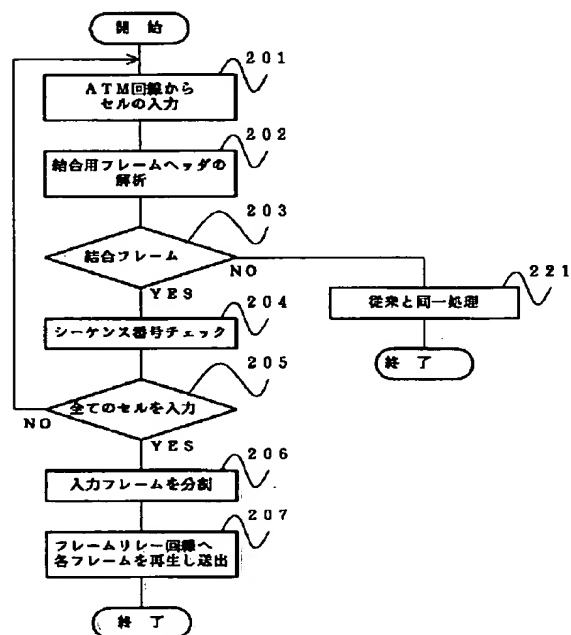 開 始
201
ATM回線から
セルの入力
202
結合用フレームヘッダの
解析
203
結合フレーム
NO
YES
221
従来と同一処理
終 了
204
シーケンス番号チェック
205
全てのセルを入力
NO
YES
206
入力フレームを分割
207
フレームリレー回線へ
各フレームを再生し送出
終 了